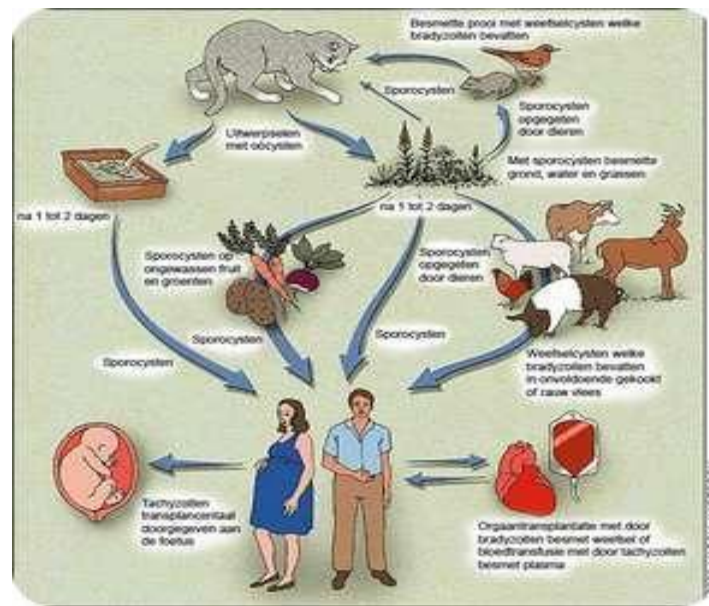 Besmette prooi met weefselcysten welke
bradyzoïten bevatten
Sporocysten
Sporocysten
opgegeten
door dieren
Uitwerpselen
met oöcysten
Met sporocysten besmette
grond, water en grassen
na 1 tot 2 dagen
na 1 tot 2 dagen
Sporocysten op
ongewassen fruit
en groenten
Sporocysten
opgegeten
door dieren
Sporocysten
Sporocysten
Sporocysten
Weefselcysten welke
bradyzoïten bevatten
in onvoldoende gekookt
of rauw vlees
Tachyzoïten
transplancentaal
doorgegeven aan
de foetus
Orgaantransplantatie met door
bradyzoïten besmet weefsel of
bloedtransfusie met door tachyzoïten
besmet plasma